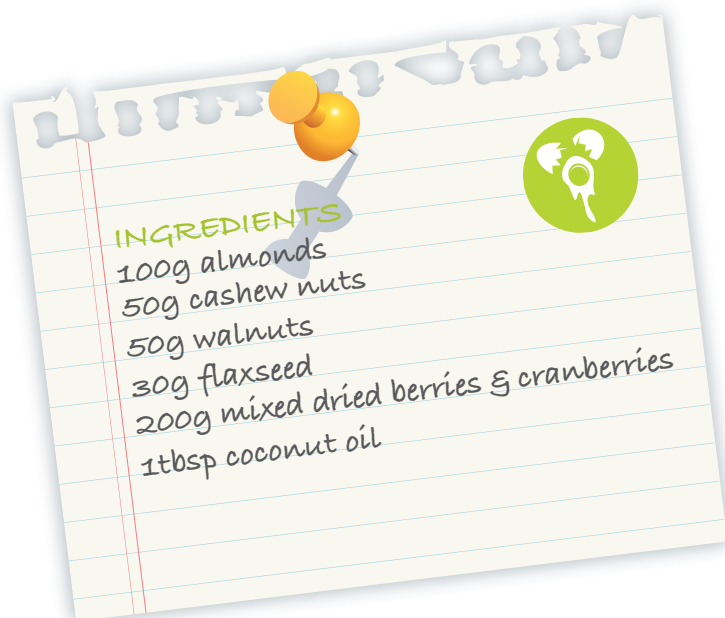 INGREDIENTS
100g almonds
50g cashew nuts
50g walnuts
30g flaxseed
200g mixed dried berries & cranberries
1tbsp coconut oil